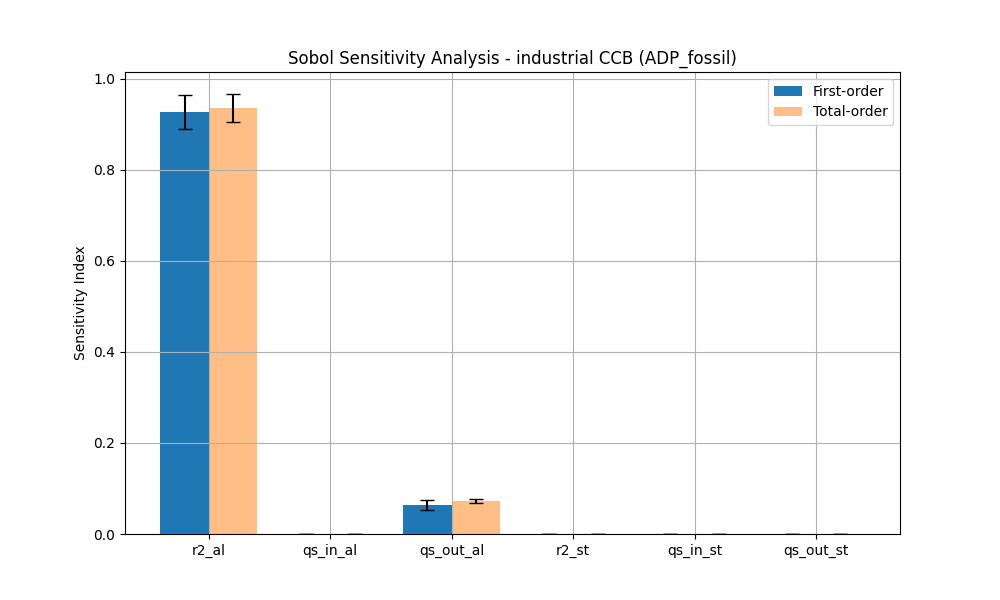 Sobol Sensitivity Analysis - industrial CCB (ADP_fossil)
First-order
Total-order
Sensitivity Index
1.0
0.8
0.6
0.4
0.2
0.0
r2_al qs_in_al qs_out_al r2_st qs_in_st qs_out_st